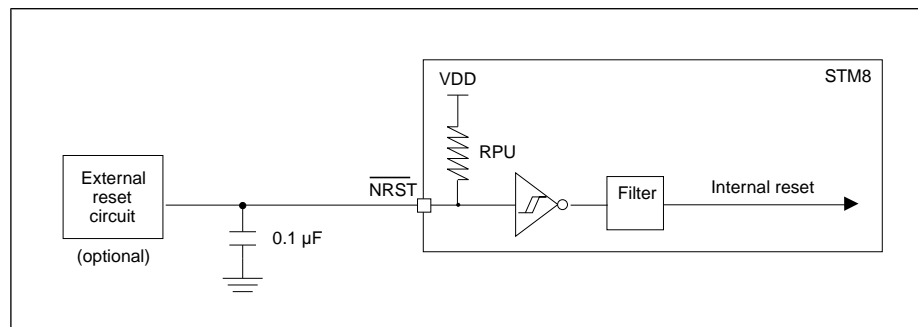 STM8
VDD
RPU
External
reset
circuit
(optional)
NRST
0.1 µF
Filter
Internal reset